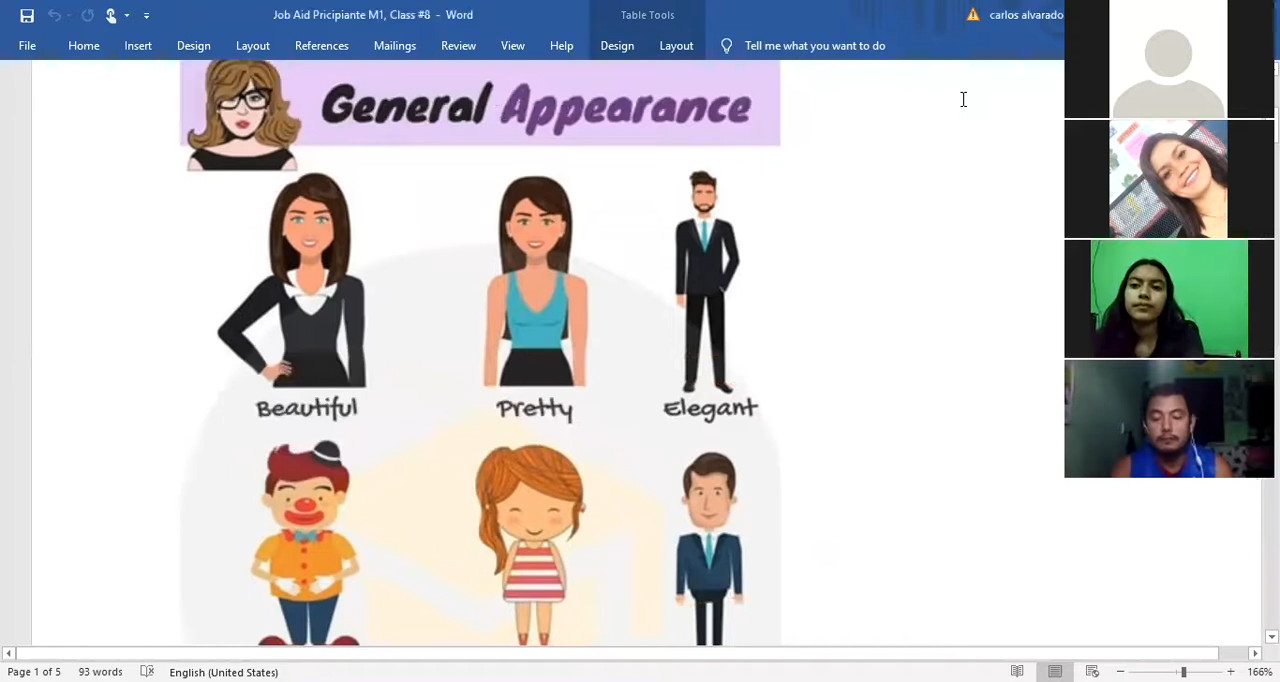 Job Aid Pricipiante M1, Class #8 - Word
Table Tools
carlos alvarado
File Home Insert Design Layout References Mailings Review View Help Design Layout Tell me what you want to do
General Appearance
Beautiful Pretty Elegant
Page 1 of 5 93 words English (United States) 166%